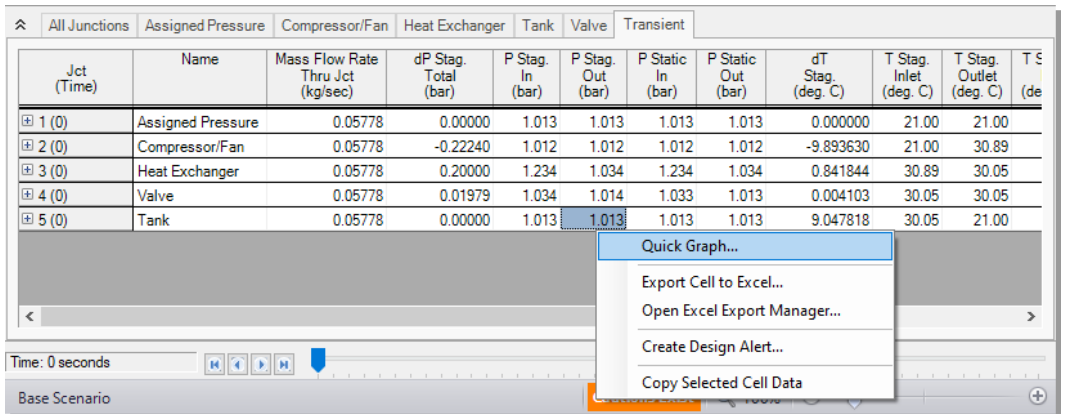 All Junctions Assigned Pressure Compressor/Fan Heat Exchanger Tank Valve Transient
Jct (Time) Name Mass Flow Rate Thru Jct (kg/sec) dP Stag. Total (bar) P Stag. In (bar) P Stag. Out (bar) P Static In (bar) P Static Out (bar) dT Stag. (deg. C) T Stag. Inlet (deg. C) T Stag. Outlet (deg. C) T S (de
1 (0) Assigned Pressure 0.05778 0.00000 1.013 1.013 1.013 1.013 0.000000 21.00 21.00
2 (0) Compressor/Fan 0.05778 -0.22240 1.012 1.012 1.012 1.012 -9.893630 21.00 30.89
3 (0) Heat Exchanger 0.05778 0.20000 1.234 1.034 1.234 1.034 0.841844 30.89 30.05
4 (0) Valve 0.05778 0.01979 1.034 1.014 1.033 1.013 0.004103 30.05 30.05
5 (0) Tank 0.05778 0.00000 1.013 1.013 1.013 1.013 9.047818 30.05 21.00
Quick Graph...
Export Cell to Excel...
Open Excel Export Manager...
Create Design Alert...
Copy Selected Cell Data
Time: 0 seconds
Base Scenario